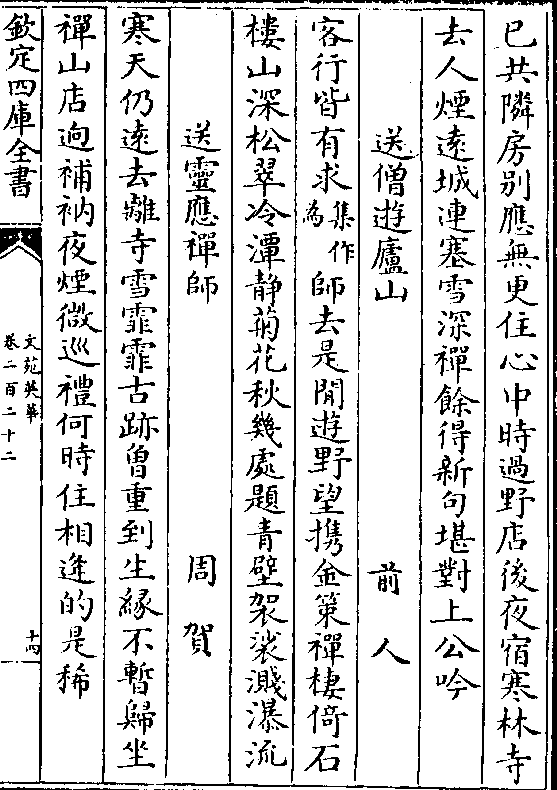 已共隣房别應無更住心中時過野店後夜宿寒林寺
去人煙遠城連塞雪深禪餘得新句堪對上公吟
送僧遊廬山　前人
客行皆有求集作為師去是閒遊野望携金策禪棲倚石
樓山深松翠冷潭静菊花秋幾處題青壁袈裟濺瀑流
送靈應禪師　周賀
寒天仍遠去離寺雪霏霏古跡曽重到生緣不暫歸坐
禪山店逈補衲夜煙微巡禮何時住相逢的是稀
欽定四庫全書
文苑英華
卷二百二十二
十四